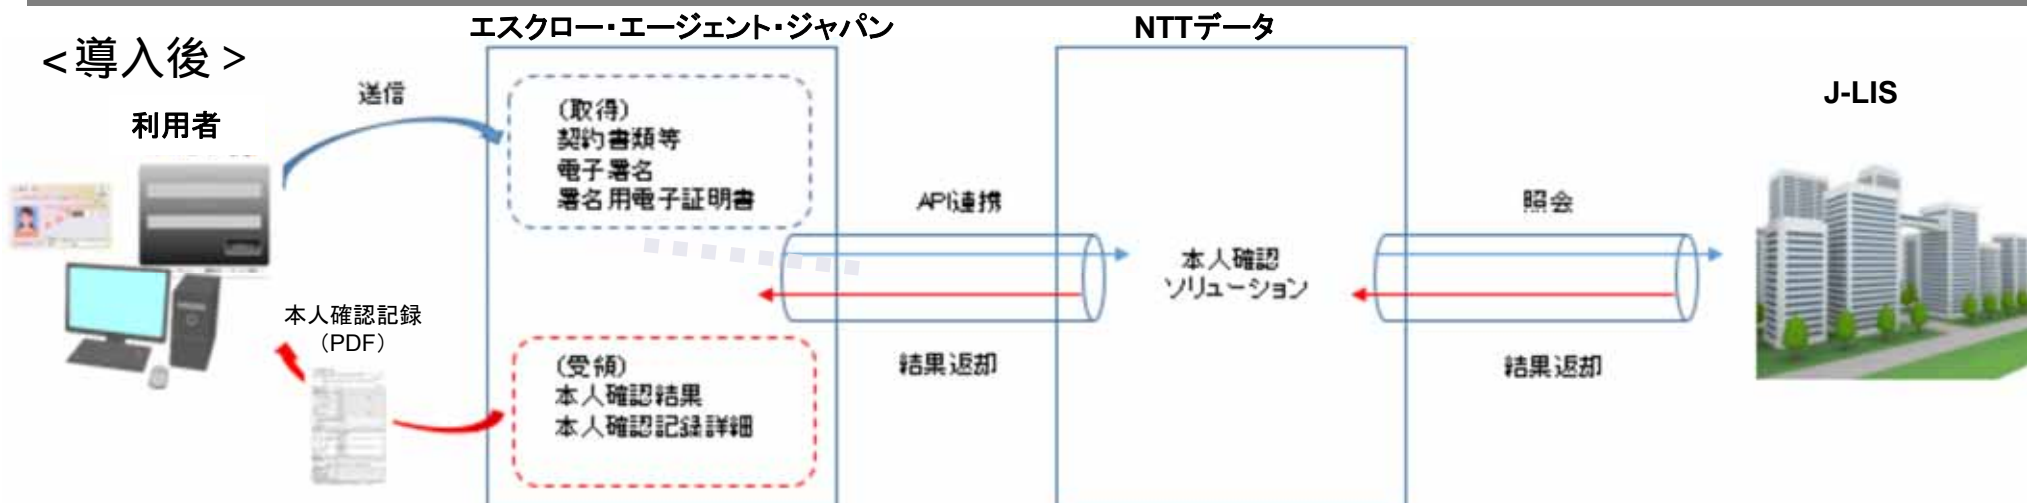 エスクロー・エージェント・ジャパン
NTTデータ
<導入後>
利用者
送信
J-LIS
(取得)
契約書類等
電子署名
署名用電子証明書
API連携
照会
本人確認
ソリューション
本人確認記録
(PDF)
(受領)
本人確認結果
本人確認記録詳細
結果返却
結果返却